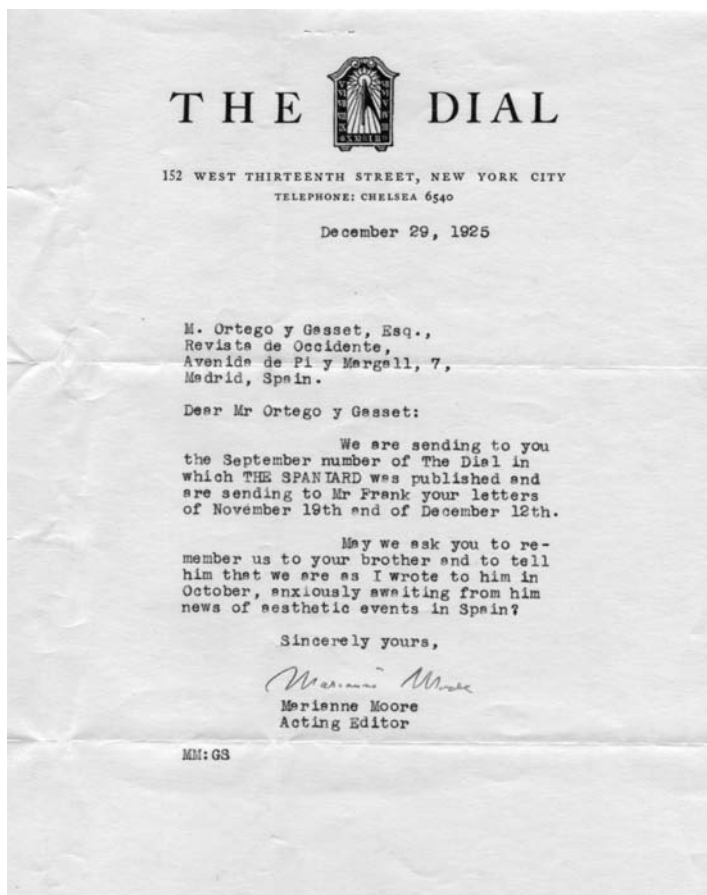 THE DIAL
152 WEST THIRTEENTH STREET, NEW YORK CITY
TELEPHONE: CHELSEA 6540
December 29, 1925
M. Ortego y Gasset, Esq.,
Revista de Occidente,
Avenida de Pi y Margall, 7,
Madrid, Spain.
Dear Mr Ortego y Gasset:
We are sending to you
the September number of The Dial in
which THE SPANIARD was published and
are sending to Mr Frank your letters
of November 19th and of December 12th.
May we ask you to re-
member us to your brother and to tell
him that we are as I wrote to him in
October, anxiously awaiting from him
news of aesthetic events in Spain?
Sincerely yours,
Marianne Moore
Marianne Moore
Acting Editor
MM:GS